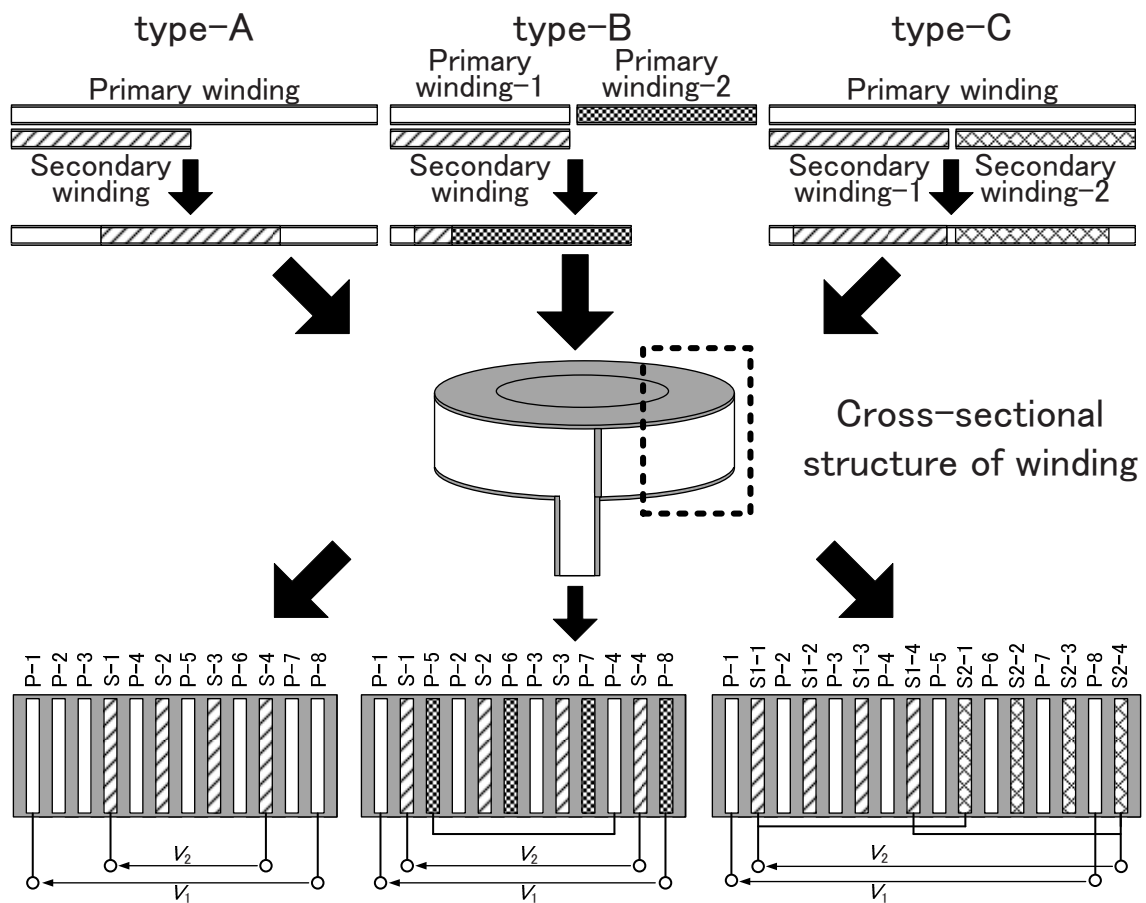 type-A
type-B
type-C
Primary winding
Primary
winding-1
Primary
winding-2
Primary winding
Secondary
winding
Secondary
winding
Secondary
winding-1
Secondary
winding-2
Cross-sectional
structure of winding
P-1 P-2 P-3 S-1 P-4 S-2 P-5 S-3 P-6 S-4 P-7 P-8
P-1 S-1 P-5 P-2 S-2 P-6 P-3 S-3 P-7 P-4 S-4 P-8
P-1 S1-1 P-2 S1-2 P-3 S1-3 P-4 S1-4 P-5 S2-1 P-6 S2-2 P-7 S2-3 P-8 S2-4
V2
V1
V2
V1
V2
V1